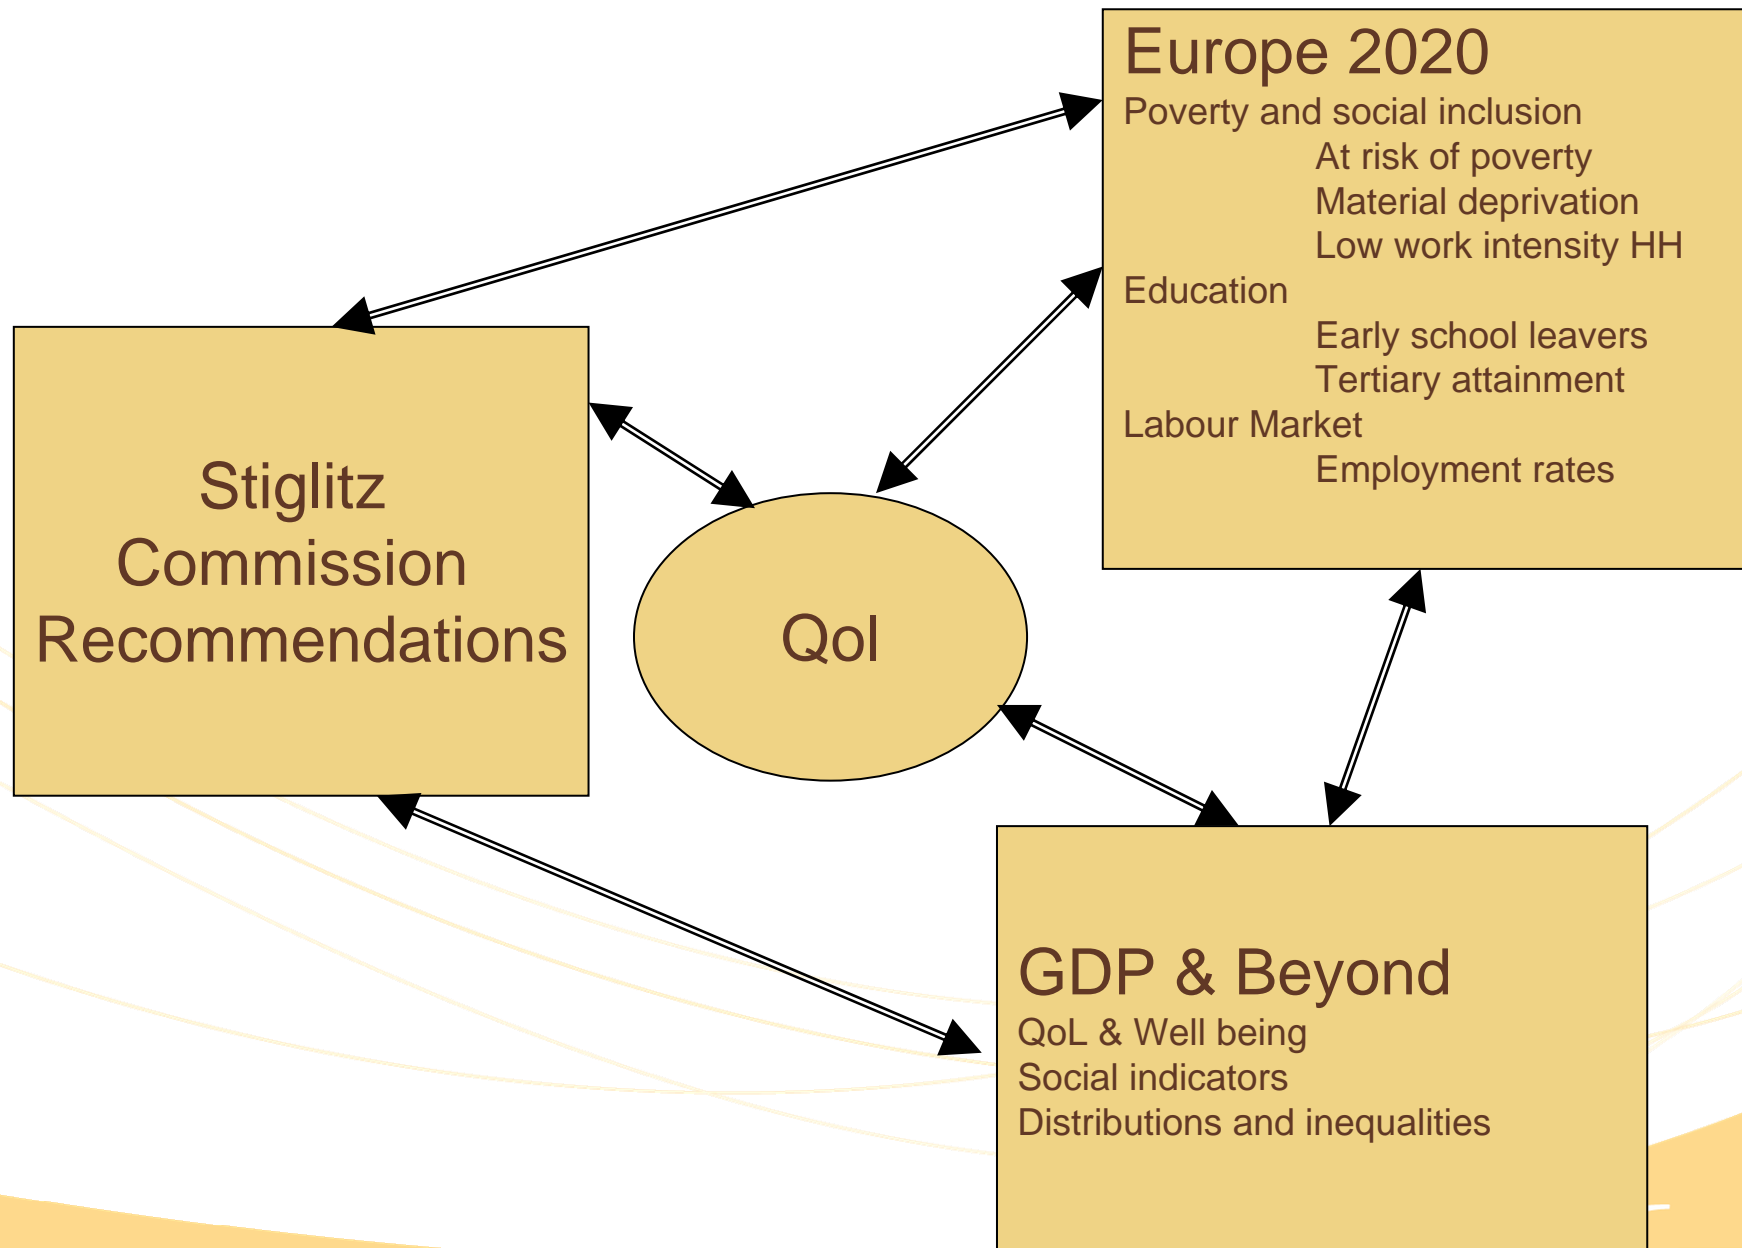 Europe 2020
Poverty and social inclusion
At risk of poverty
Material deprivation
Low work intensity HH
Education
Early school leavers
Tertiary attainment
Labour Market
Employment rates
Stiglitz
Commission
Recommendations
Qol
GDP & Beyond
QoL & Well being
Social indicators
Distributions and inequalities